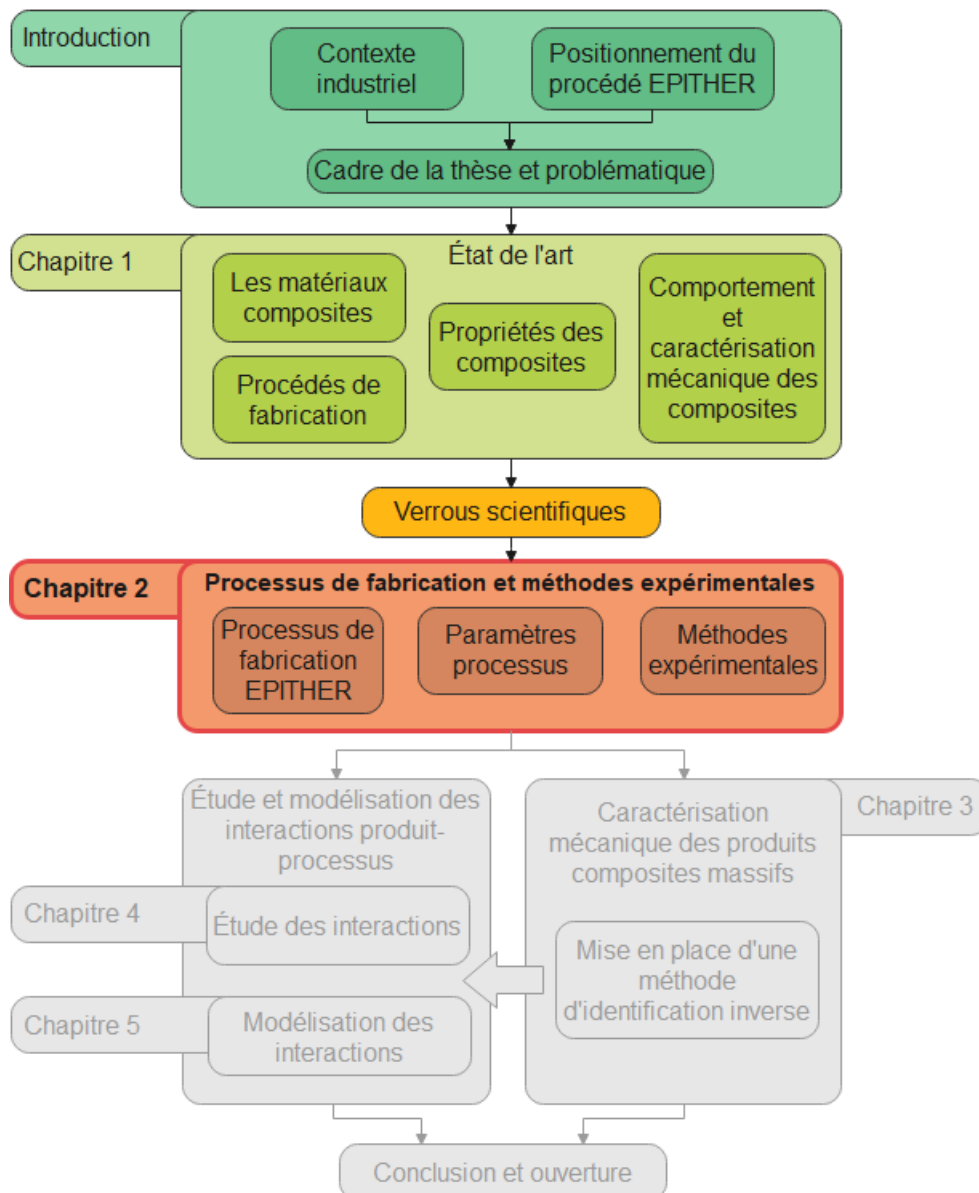 Introduction
Contexte
industriel
Positionnement du
procédé EPITHER
Cadre de la thèse et problématique
Chapitre 1
État de l'art
Les matériaux
composites
Procédés de
fabrication
Propriétés des
composites
Comportement
et
caractérisation
mécanique des
composites
Verrous scientifiques
Chapitre 2
Processus de fabrication et méthodes expérimentales
Processus de
fabrication
EPITHER
Paramètres
processus
Méthodes
expérimentales
Étude et modélisation des
interactions produit-
processus
Chapitre 4
Étude des interactions
Chapitre 5
Modélisation des
interactions
Chapitre 3
Caractérisation
mécanique des produits
composites massifs
Mise en place d'une
méthode
d'identification inverse
Conclusion et ouverture